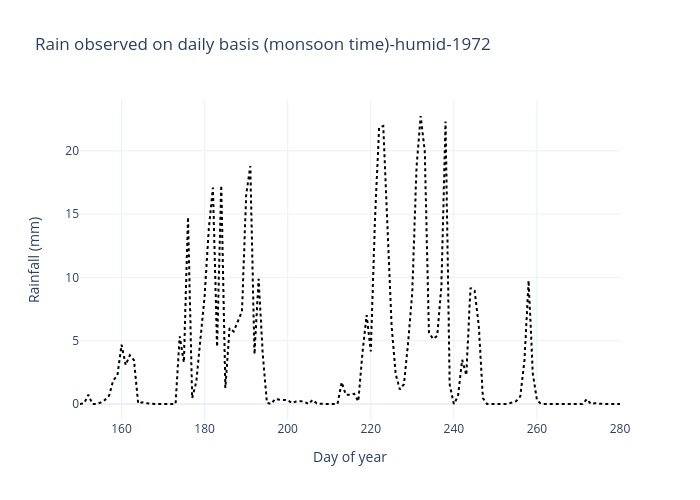 Rain observed on daily basis (monsoon time)-humid-1972
20
15
10
5
0
Rainfall (mm)
160 180 200 220 240 260 280
Day of year